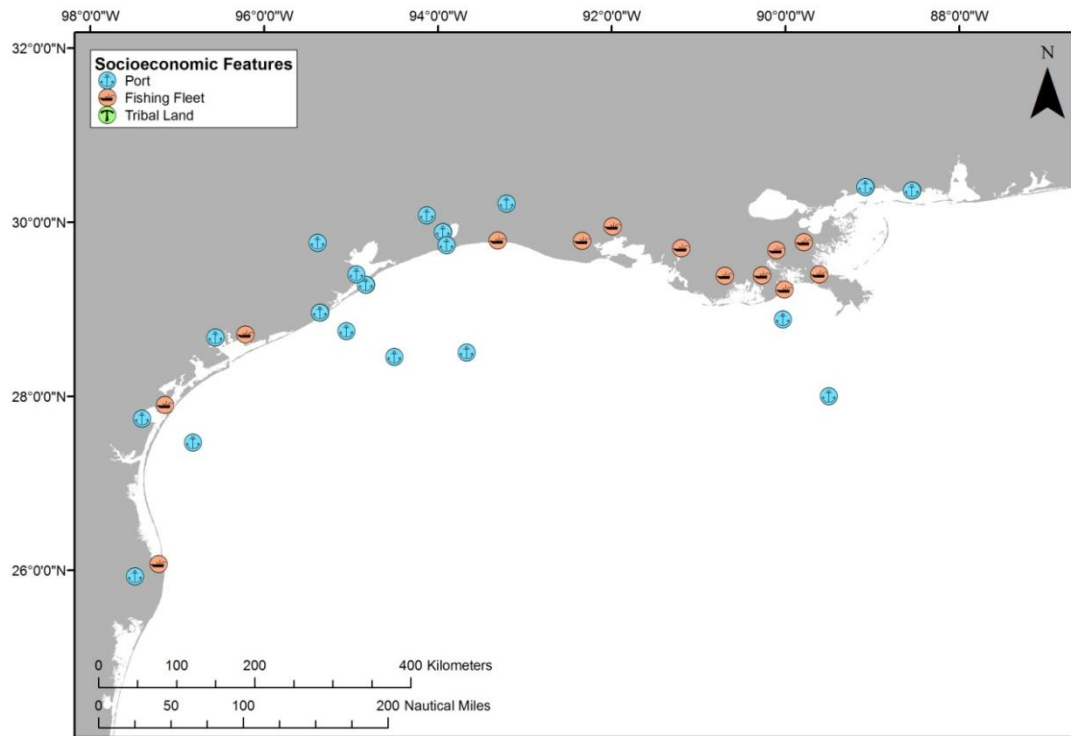 98°0'0"W 96°0'0"W 94°0'0"W 92°0'0"W 90°0'0"W 88°0'0"W
32°0'0"N
Socioeconomic Features
Port
Fishing Fleet
Tribal Land
N
30°0'0"N
28°0'0"N
26°0'0"N
0 100 200 400 Kilometers
0 50 100 200 Nautical Miles